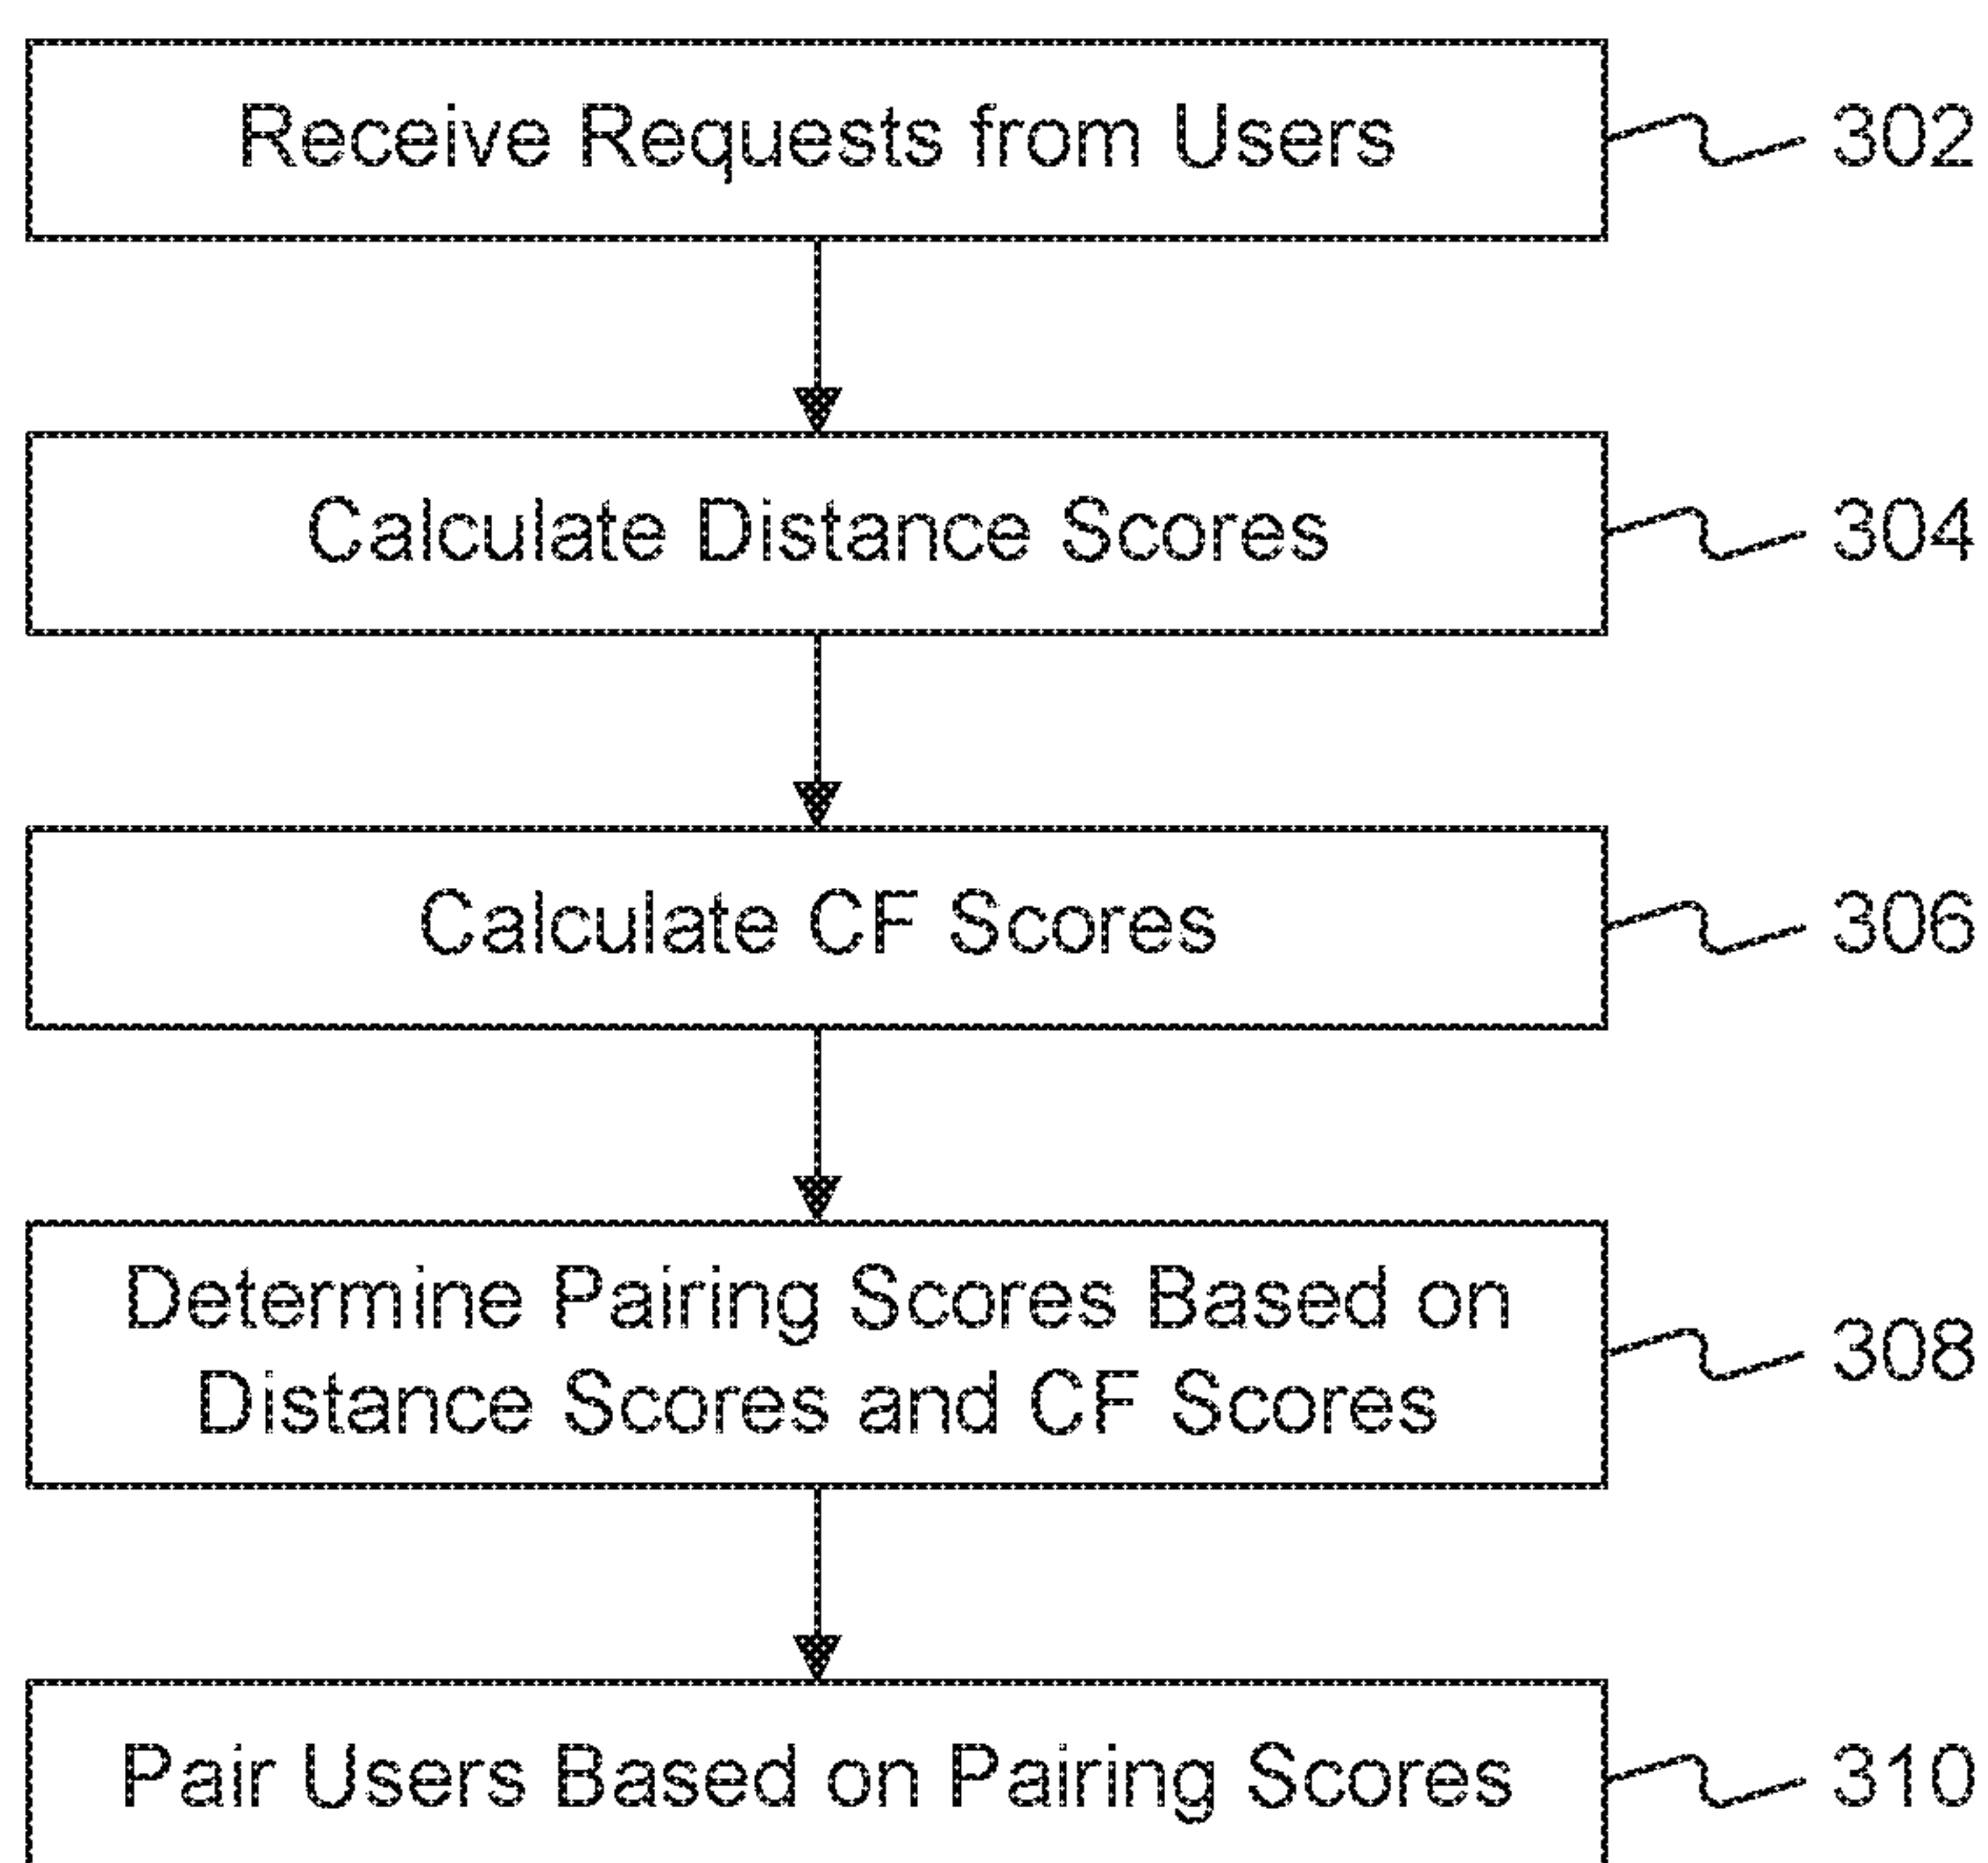 Receive Requests from Users
302
Calculate Distance Scores
304
Calculate CF Scores
306
Determine Pairing Scores Based on
Distance Scores and CF Scores
308
Pair Users Based on Pairing Scores
310